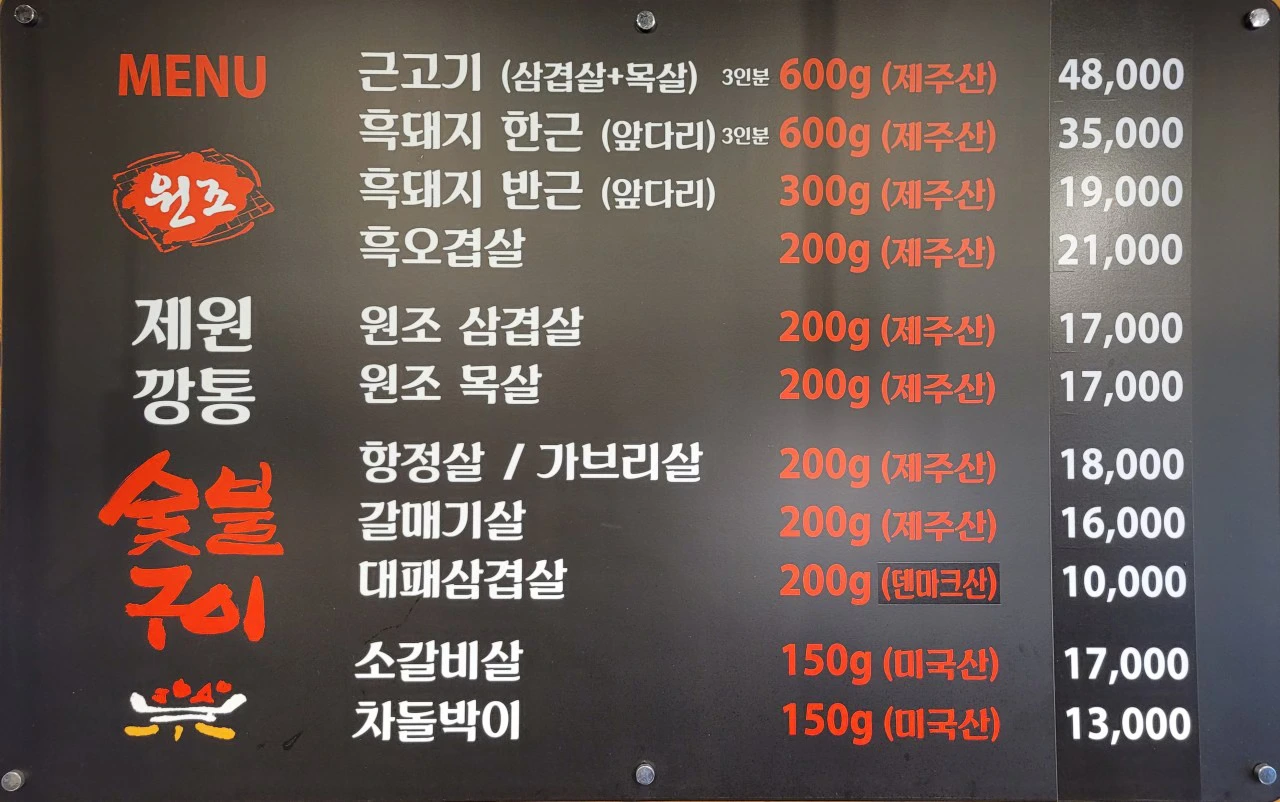 MENU
원조
제원
깡통
숯불
구이
근고기 (삼겹살+목살) 3인분 600g (제주산) 48,000
흑돼지 한근 (앞다리) 3인분 600g (제주산) 35,000
흑돼지 반근 (앞다리) 300g (제주산) 19,000
흑오겹살 200g (제주산) 21,000
원조 삼겹살 200g (제주산) 17,000
원조 목살 200g (제주산) 17,000
항정살 / 가브리살 200g (제주산) 18,000
갈매기살 200g (제주산) 16,000
대패삼겹살 200g (덴마크산) 10,000
소갈비살 150g (미국산) 17,000
차돌박이 150g (미국산) 13,000